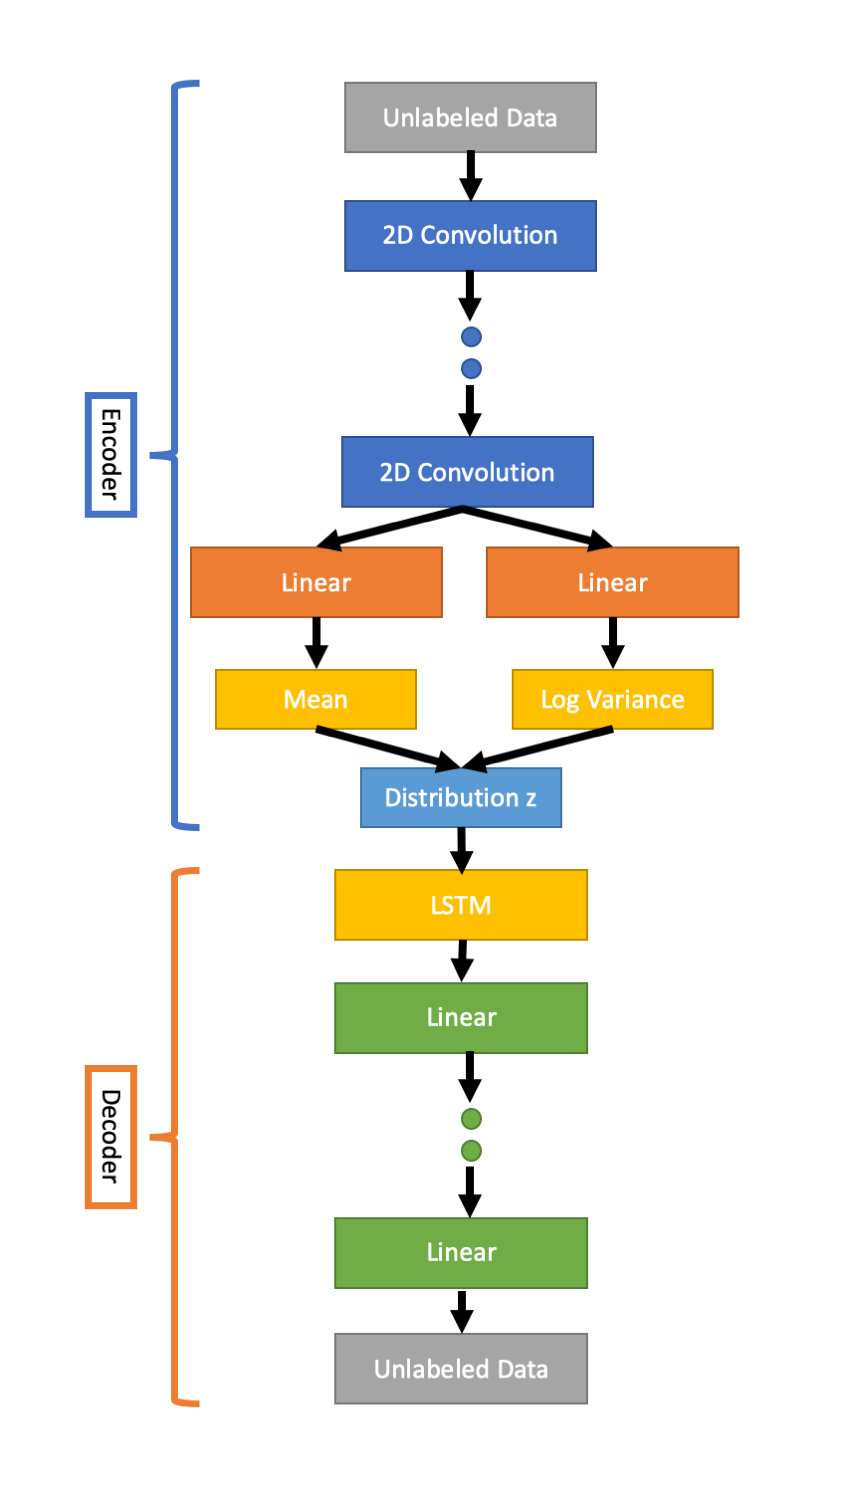 Unlabeled Data
2D Convolution
Encoder
2D Convolution
Linear
Linear
Mean
Log Variance
Distribution z
LSTM
Linear
Decoder
Linear
Unlabeled Data